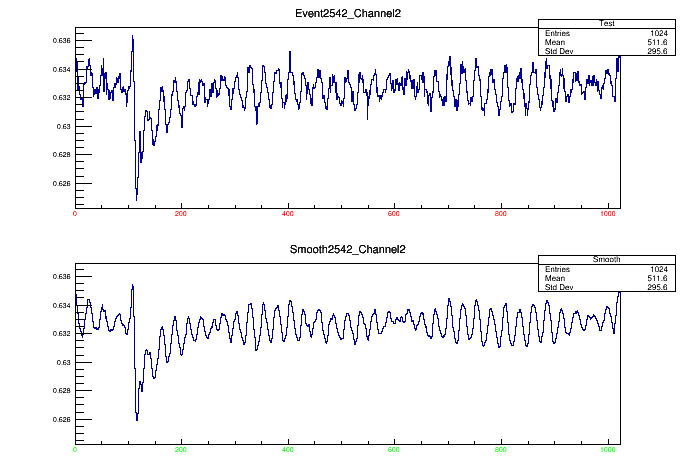 Event2542_Channel2
Test
Entries 1024
Mean 511.6
Std Dev 295.6
0.636
0.634
0.632
0.63
0.628
0.626
0 200 400 600 800 1000
Smooth2542_Channel2
Smooth
Entries 1024
Mean 511.6
Std Dev 295.6
0.636
0.634
0.632
0.63
0.628
0.626
0 200 400 600 800 1000